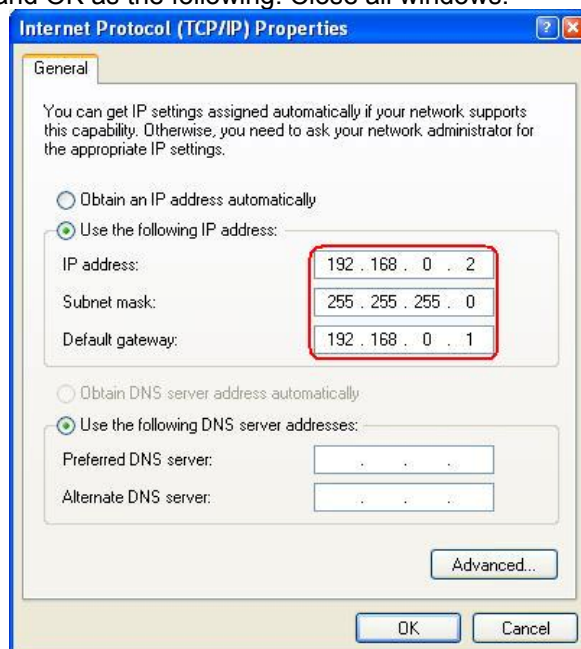 and OK as the following. Close all windows.
Internet Protocol (TCP/IP) Properties
General
You can get IP settings assigned automatically if your network supports
this capability. Otherwise, you need to ask your network administrator for
the appropriate IP settings.
Obtain an IP address automatically
Use the following IP address:
IP address: 192 . 168 . 0 . 2
Subnet mask: 255 . 255 . 255 . 0
Default gateway: 192 . 168 . 0 . 1
Obtain DNS server address automatically
Use the following DNS server addresses:
Preferred DNS server: . . .
Alternate DNS server: . . .
Advanced...
OK Cancel